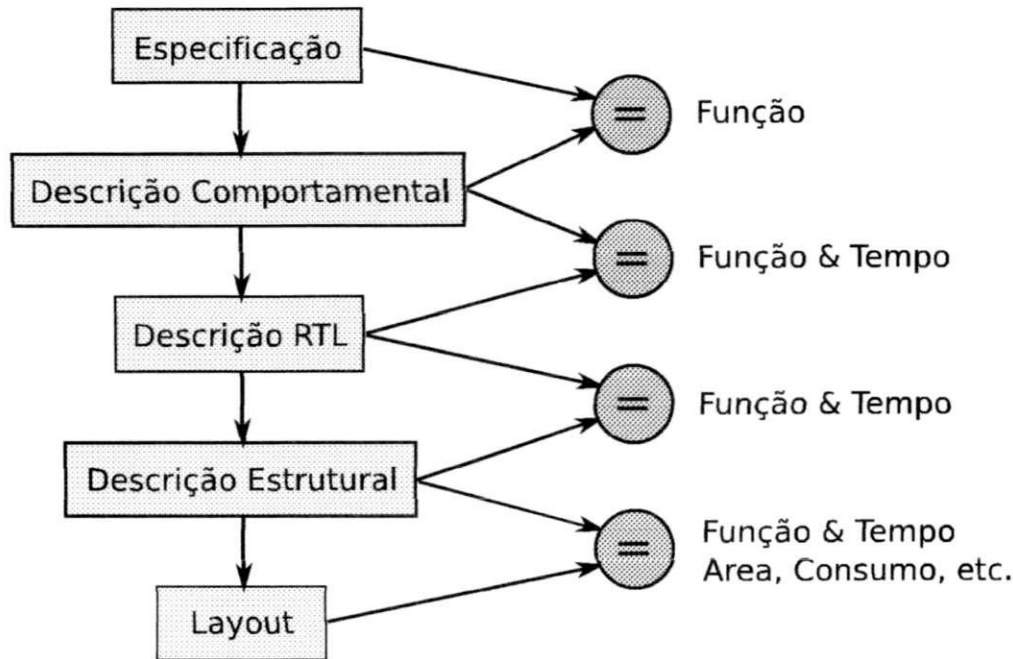 Especificação
=
Função
Descrição Comportamental
=
Função & Tempo
Descrição RTL
=
Função & Tempo
Descrição Estrutural
=
Função & Tempo
Area, Consumo, etc.
Layout